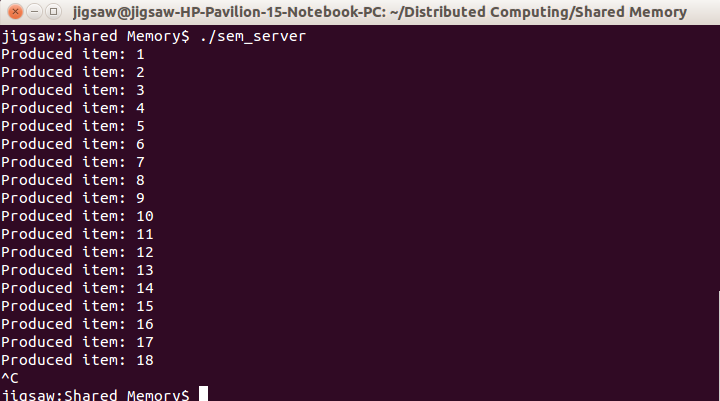 jigsaw@jigsaw-HP-Pavilion-15-Notebook-PC: ~/Distributed Computing/Shared Memory
jigsaw:Shared Memory$ ./sem_server
Produced item: 1
Produced item: 2
Produced item: 3
Produced item: 4
Produced item: 5
Produced item: 6
Produced item: 7
Produced item: 8
Produced item: 9
Produced item: 10
Produced item: 11
Produced item: 12
Produced item: 13
Produced item: 14
Produced item: 15
Produced item: 16
Produced item: 17
Produced item: 18
^C
jigsaw:Shared Memory$